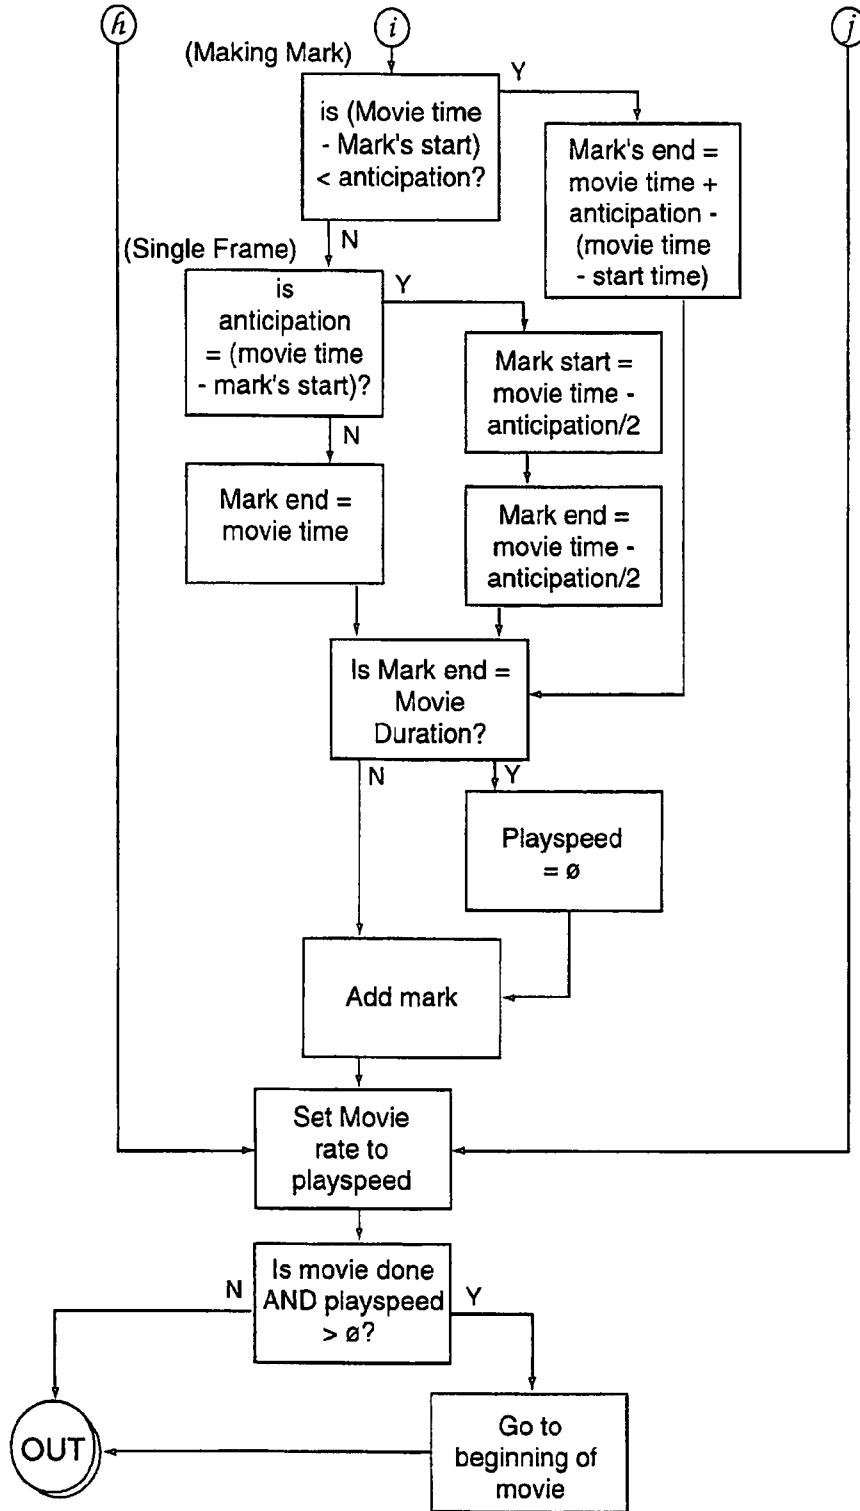 h
i
j
(Making Mark)
Y
is (Movie time
- Mark's start)
< anticipation?
Mark's end =
movie time +
anticipation -
(movie time
- start time)
N
(Single Frame)
is
anticipation
= (movie time
- mark's start)?
Y
Mark start =
movie time -
anticipation/2
N
Mark end =
movie time
Mark end =
movie time -
anticipation/2
Is Mark end =
Movie
Duration?
N
Y
Playspeed
= ø
Add mark
Set Movie
rate to
playspeed
Is movie done
AND playspeed
> ø?
N
Y
Go to
beginning of
movie
OUT